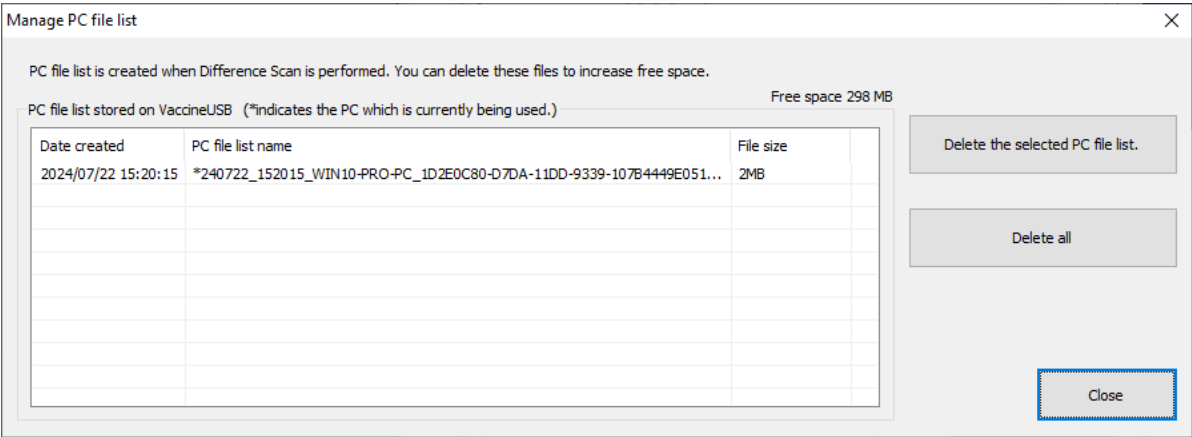 Manage PC file list
PC file list is created when Difference Scan is performed. You can delete these files to increase free space.
Free space 298 MB
PC file list stored on VaccineUSB (*indicates the PC which is currently being used.)
Date created PC file list name File size
2024/07/22 15:20:15 *240722_152015_WIN10-PRO-PC_1D2E0C80-D7DA-11DD-9339-107B4449E051... 2MB
Delete the selected PC file list.
Delete all
Close